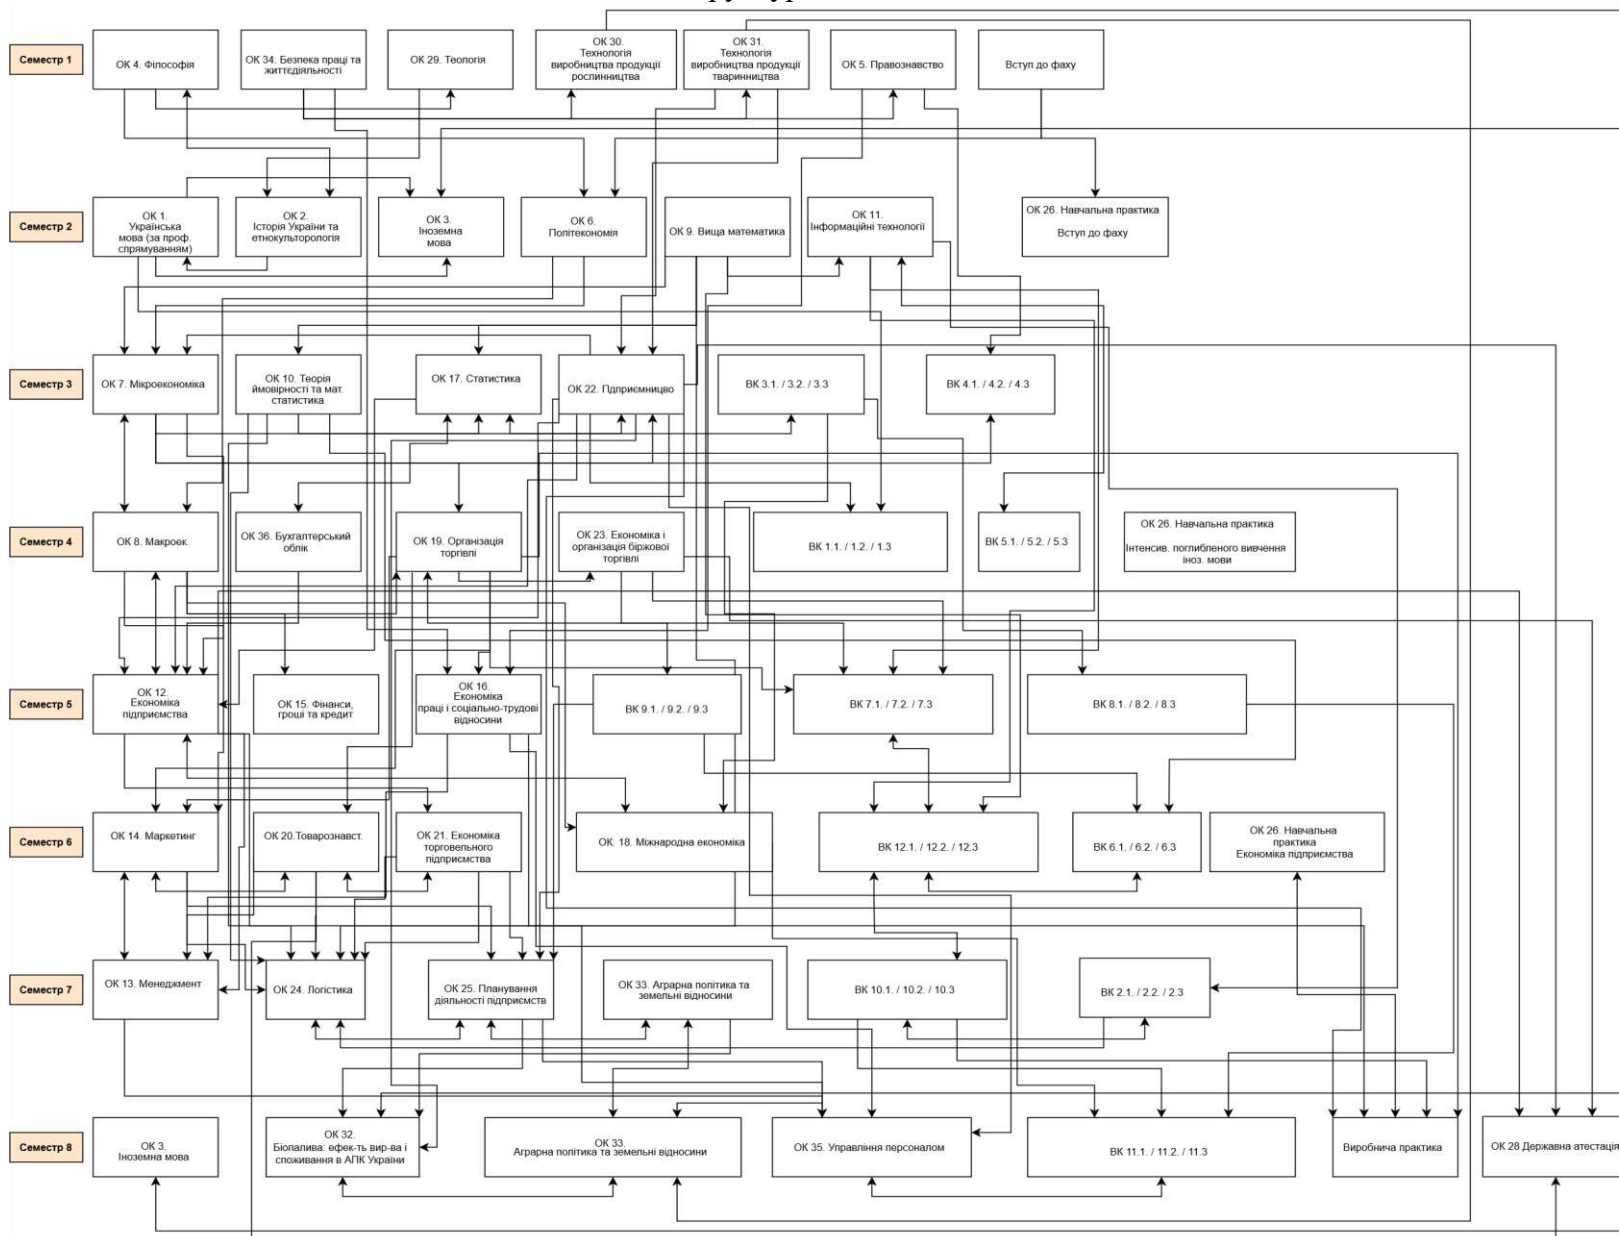 Семестр 1
ОК 4. Філософія
ОК 34. Безпека праці та
життєдіяльності
ОК 29. Теологія
ОК 30.
Технологія
виробництва продукції
рослинництва
ОК 31.
Технологія
виробництва продукції
тваринництва
ОК 5. Правознавство
Вступ до фаху
Семестр 2
ОК 1.
Українська
мова (за проф.
спрямуванням)
ОК 2.
Історія України та
етнокульторологія
ОК 3.
Іноземна
мова
ОК 6.
Політекономія
ОК 9. Вища математика
ОК 11.
Інформаційні технології
ОК 26. Навчальна практика
Вступ до фаху
Семестр 3
ОК 7. Мікроекономіка
ОК 10. Теорія
ймовірності та мат.
статистика
ОК 17. Статистика
ОК 22. Пдприємницво
ВК 3.1. / 3.2. / 3.3
ВК 4.1. / 4.2. / 4.3
Семестр 4
ОК 8. Макроек.
ОК 36. Бухгалтерський
облік
ОК 19. Організація
торгівлі
ОК 23. Економіка і
організація біржової
торгівлі
ВК 1.1. / 1.2. / 1.3
ВК 5.1. / 5.2. / 5.3
ОК 26. Навчальна практика
Інтенсив. поглибленого вивчення
іноз. мови
Семестр 5
ОК 12.
Економіка
підприємства
ОК 15. Фінанси,
гроші та кредит
ОК 16.
Економіка
праці і соціально-трудові
відносини
ВК 9.1. / 9.2. / 9.3
ВК 7.1. / 7.2. / 7.3
ВК 8.1. / 8.2. / 8.3
Семестр 6
ОК 14. Маркетинг
ОК 20.Товарознавст.
ОК 21. Економіка
торговельного
підприємства
ОК. 18. Міжнародна економіка
ВК 12.1. / 12.2. / 12.3
ВК 6.1. / 6.2. / 6.3
ОК 26. Навчальна
практика
Економіка підприємства
Семестр 7
ОК 13. Менеджмент
ОК 24. Логістика
ОК 25. Планування
діяльності підприємств
ОК 33. Аграрна політика та
земельні відносини
ВК 10.1. / 10.2. / 10.3
ВК 2.1. / 2.2. / 2.3
Семестр 8
ОК 3.
Іноземна мова
ОК 32.
Біопалива: ефек-ть вир-ва і
споживання в АПК України
ОК 33.
Аграрна політика та земельні відносини
ОК 35. Управління персоналом
ВК 11.1. / 11.2. / 11.3
Виробнича практика
ОК 28 Державна атестація